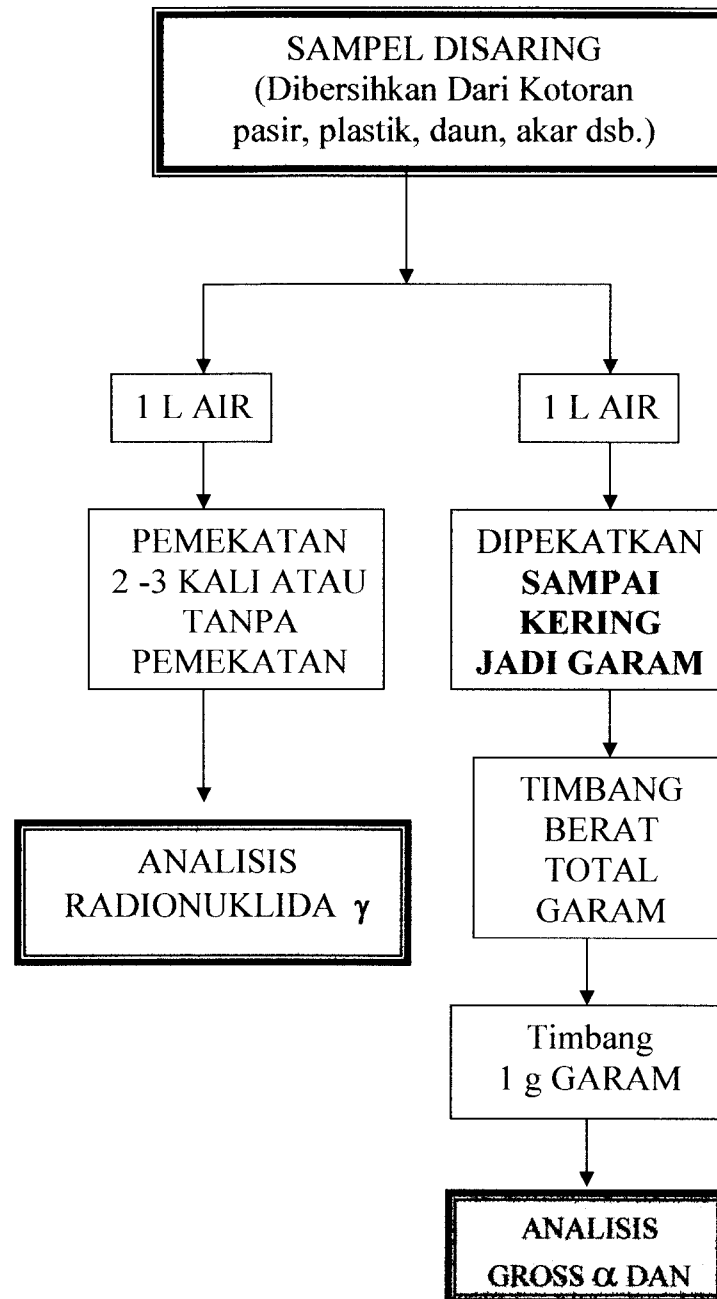 SAMPEL DISARING
(Dibersihkan Dari Kotoran
pasir, plastik, daun, akar dsb.)
1 L AIR
PEMEKATAN
2 -3 KALI ATAU
TANPA
PEMEKATAN
ANALISIS
RADIONUKLIDA γ
1 L AIR
DIPEKATKAN
SAMPAI
KERING
JADI GARAM
TIMBANG
BERAT
TOTAL
GARAM
Timbang
1 g GARAM
ANALISIS
GROSS α DAN